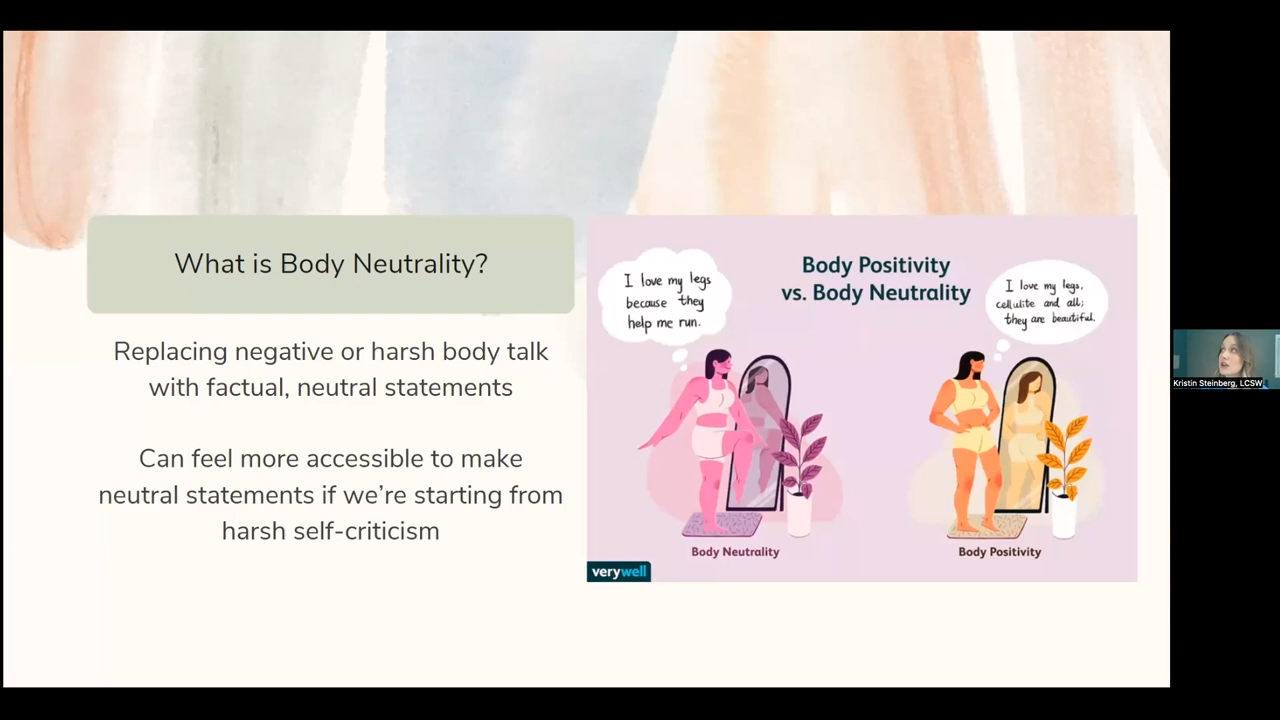 What is Body Neutrality?
Replacing negative or harsh body talk
with factual, neutral statements
Can feel more accessible to make
neutral statements if we’re starting from
harsh self-criticism
Body Positivity
vs. Body Neutrality
I love my legs
because they
help me run.
I love my legs,
cellulite and all;
they are beautiful.
Body Neutrality
Body Positivity
verywell
Kristin Steinberg, LCSW